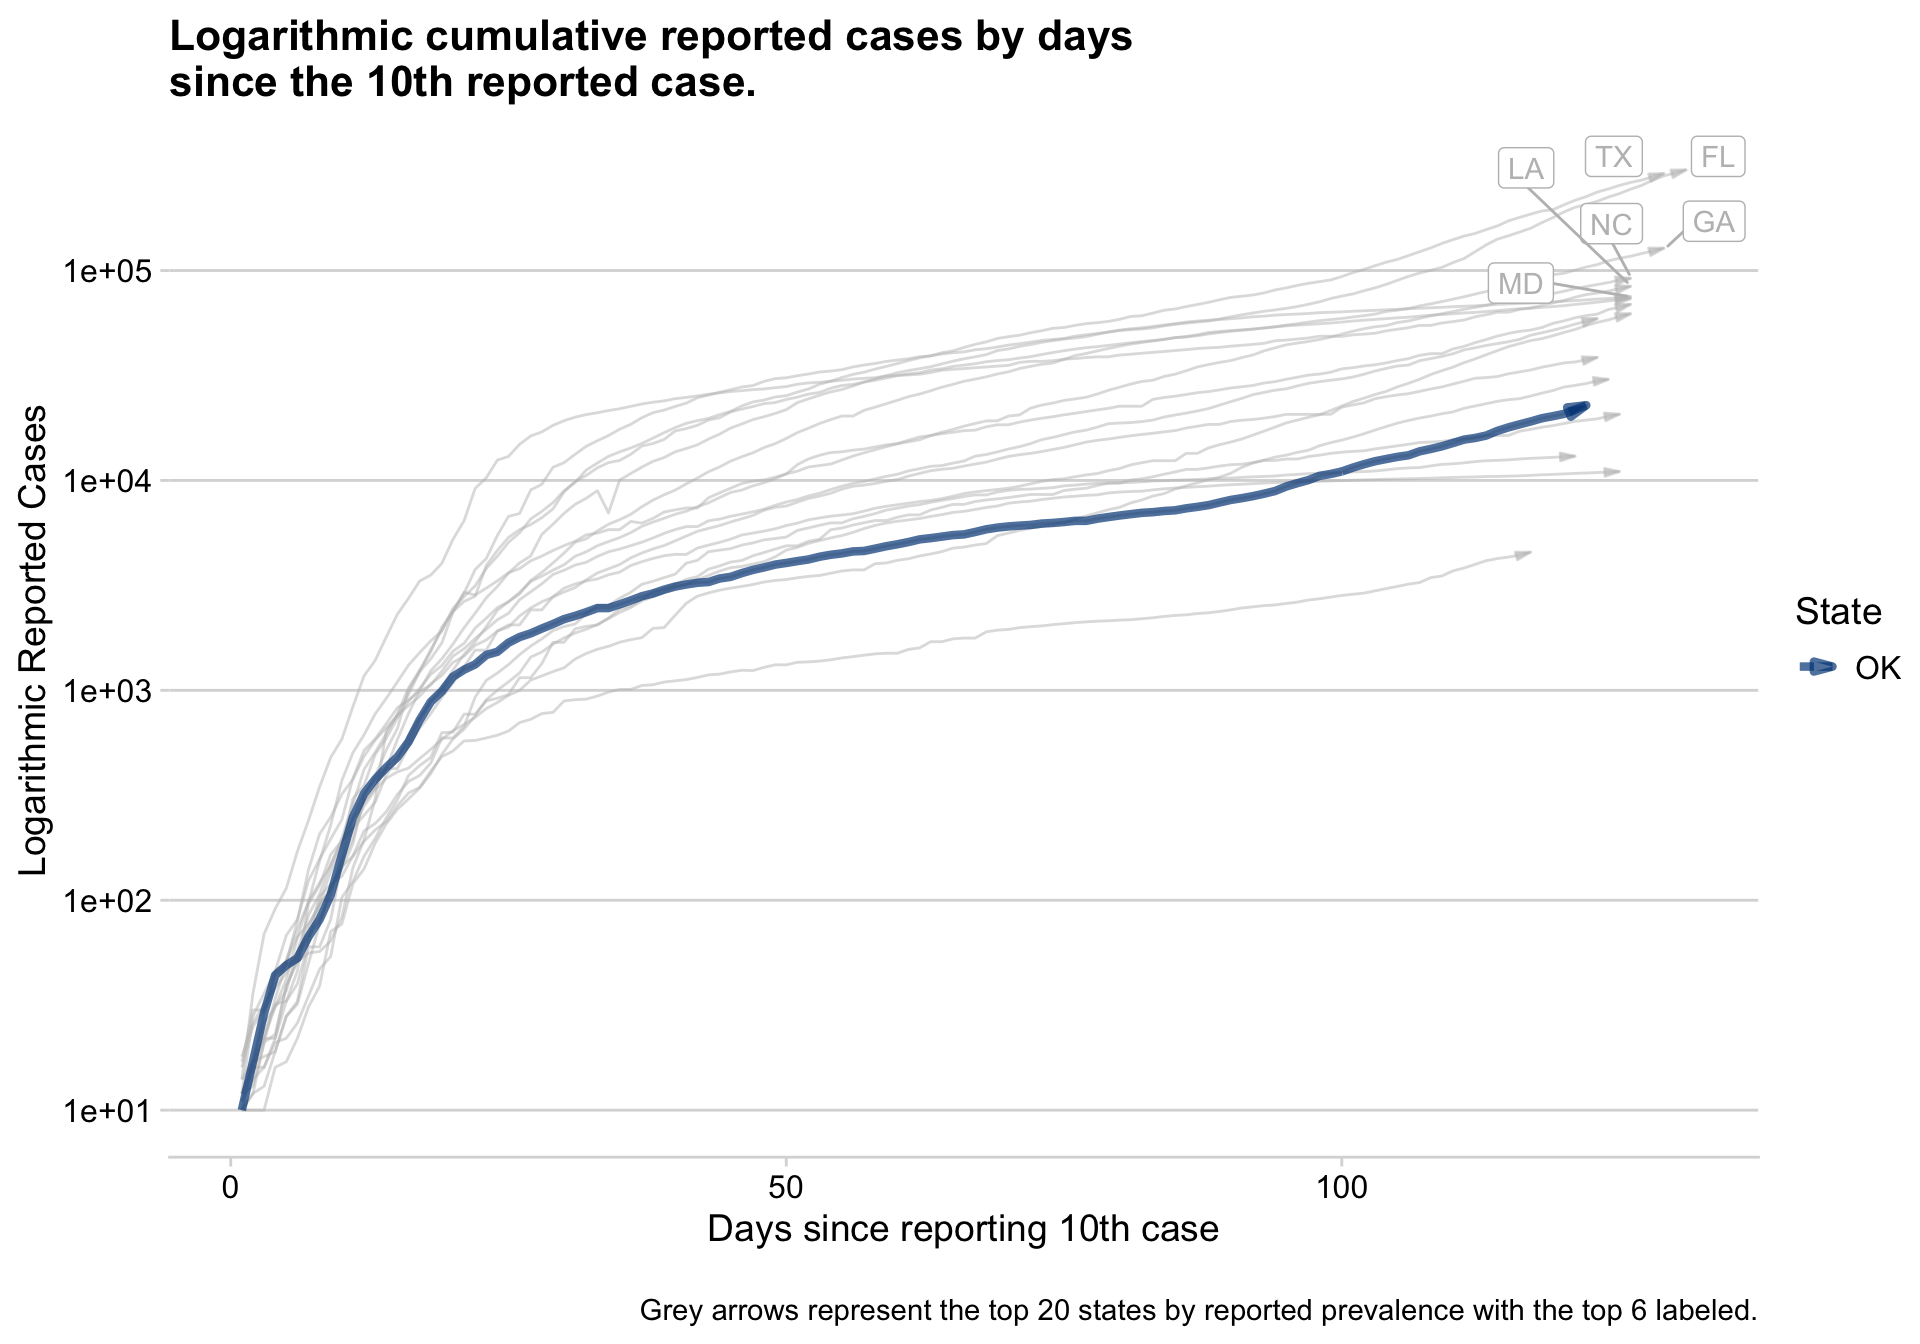 Logarithmic cumulative reported cases by days
since the 10th reported case.
LA
TX
FL
NC
GA
MD
1e+05
1e+04
1e+03
1e+02
1e+01
Logarithmic Reported Cases
State
OK
0
50
100
Days since reporting 10th case
Grey arrows represent the top 20 states by reported prevalence with the top 6 labeled.